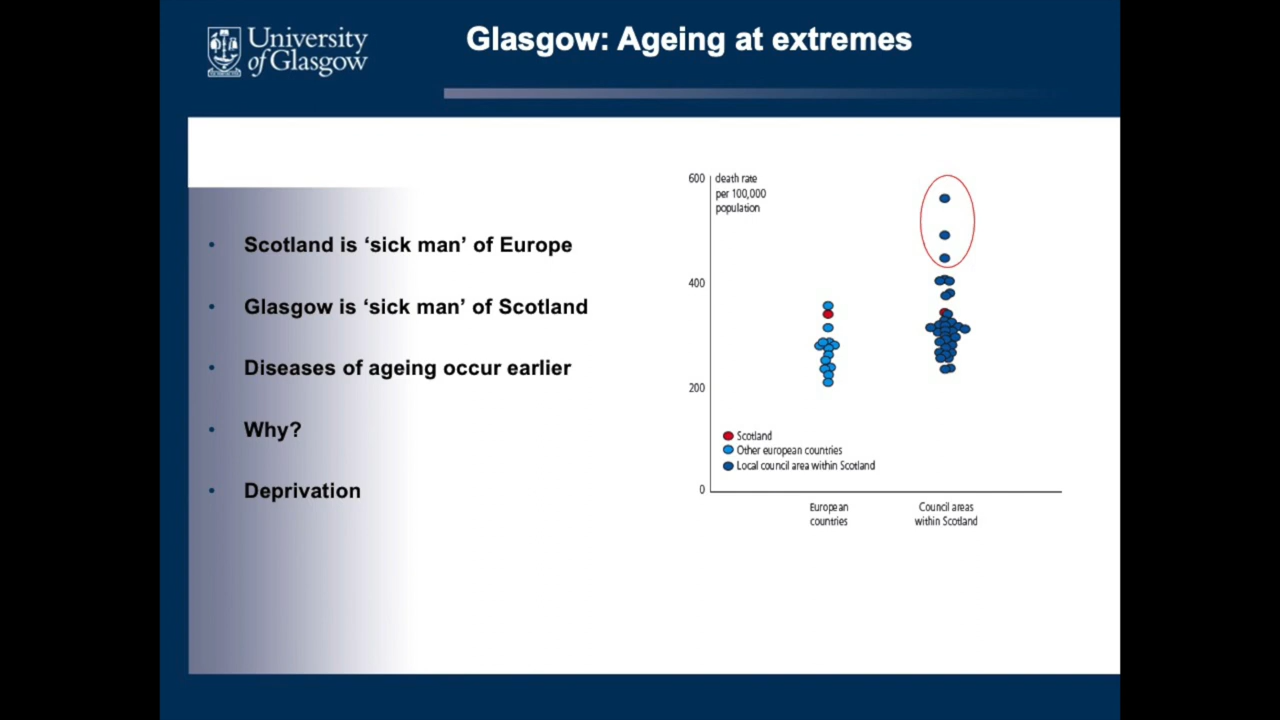 University
of Glasgow
Glasgow: Ageing at extremes
• Scotland is ‘sick man’ of Europe
• Glasgow is ‘sick man’ of Scotland
• Diseases of ageing occur earlier
• Why?
• Deprivation
600
death rate
per 100,000
population
400
200
0
Scotland
Other european countries
Local council area within Scotland
European
countries
Council areas
within Scotland